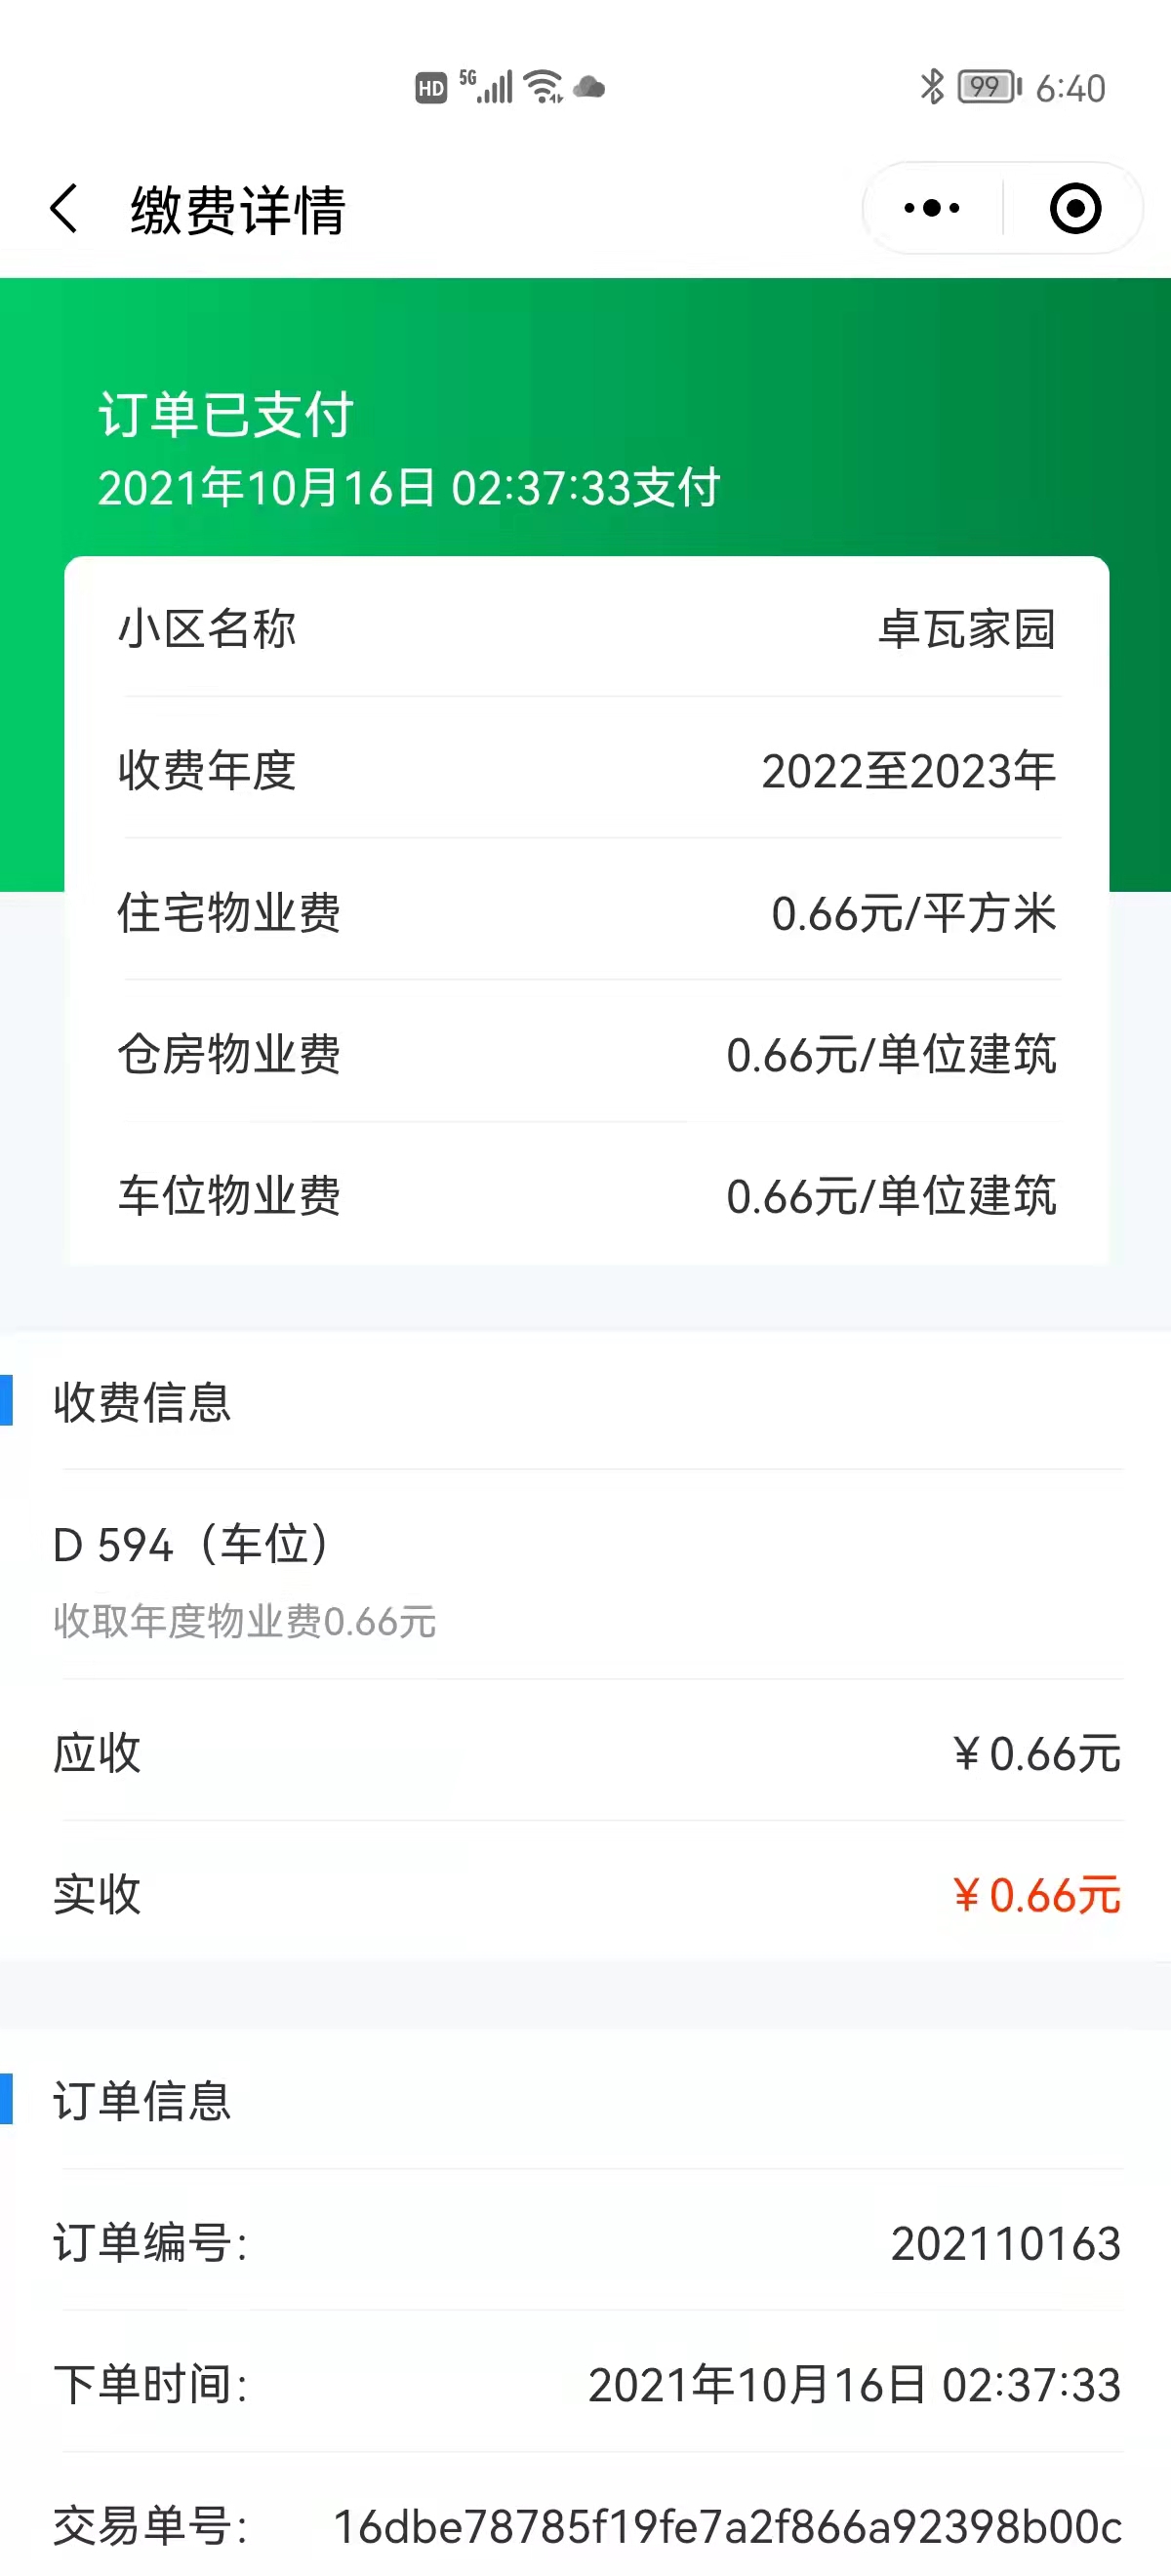 HD 5G 99 6:40
缴费详情
订单已支付
2021年10月16日 02:37:33支付
小区名称 卓瓦家园
收费年度 2022至2023年
住宅物业费 0.66元/平方米
仓房物业费 0.66元/单位建筑
车位物业费 0.66元/单位建筑
收费信息
D 594（车位）
收取年度物业费0.66元
应收 ￥0.66元
实收 ￥0.66元
订单信息
订单编号: 202110163
下单时间: 2021年10月16日 02:37:33
交易单号: 16dbe78785f19fe7a2f866a92398b00c